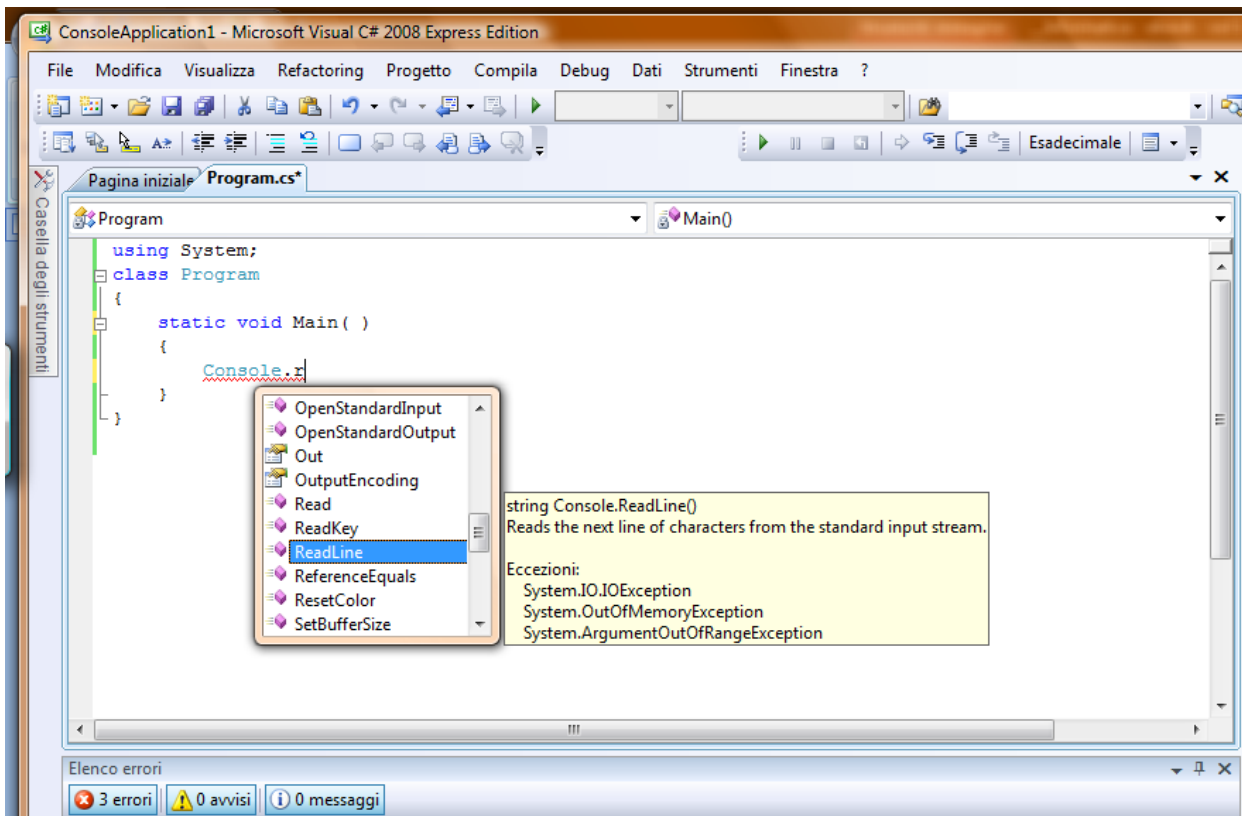 ConsoleApplication1 - Microsoft Visual C# 2008 Express Edition
File Modifica Visualizza Refactoring Progetto Compila Debug Dati Strumenti Finestra ?
Esadecimale
Casella degli strumenti
Pagina iniziale Program.cs*
Program Main()
using System;
class Program
{
static void Main( )
{
Console.r
}
}
OpenStandardInput
OpenStandardOutput
Out
OutputEncoding
Read
ReadKey
ReadLine
ReferenceEquals
ResetColor
SetBufferSize
string Console.ReadLine()
Reads the next line of characters from the standard input stream.
Eccezioni:
System.IO.IOException
System.OutOfMemoryException
System.ArgumentOutOfRangeException
Elenco errori
3 errori 0 avvisi 0 messaggi